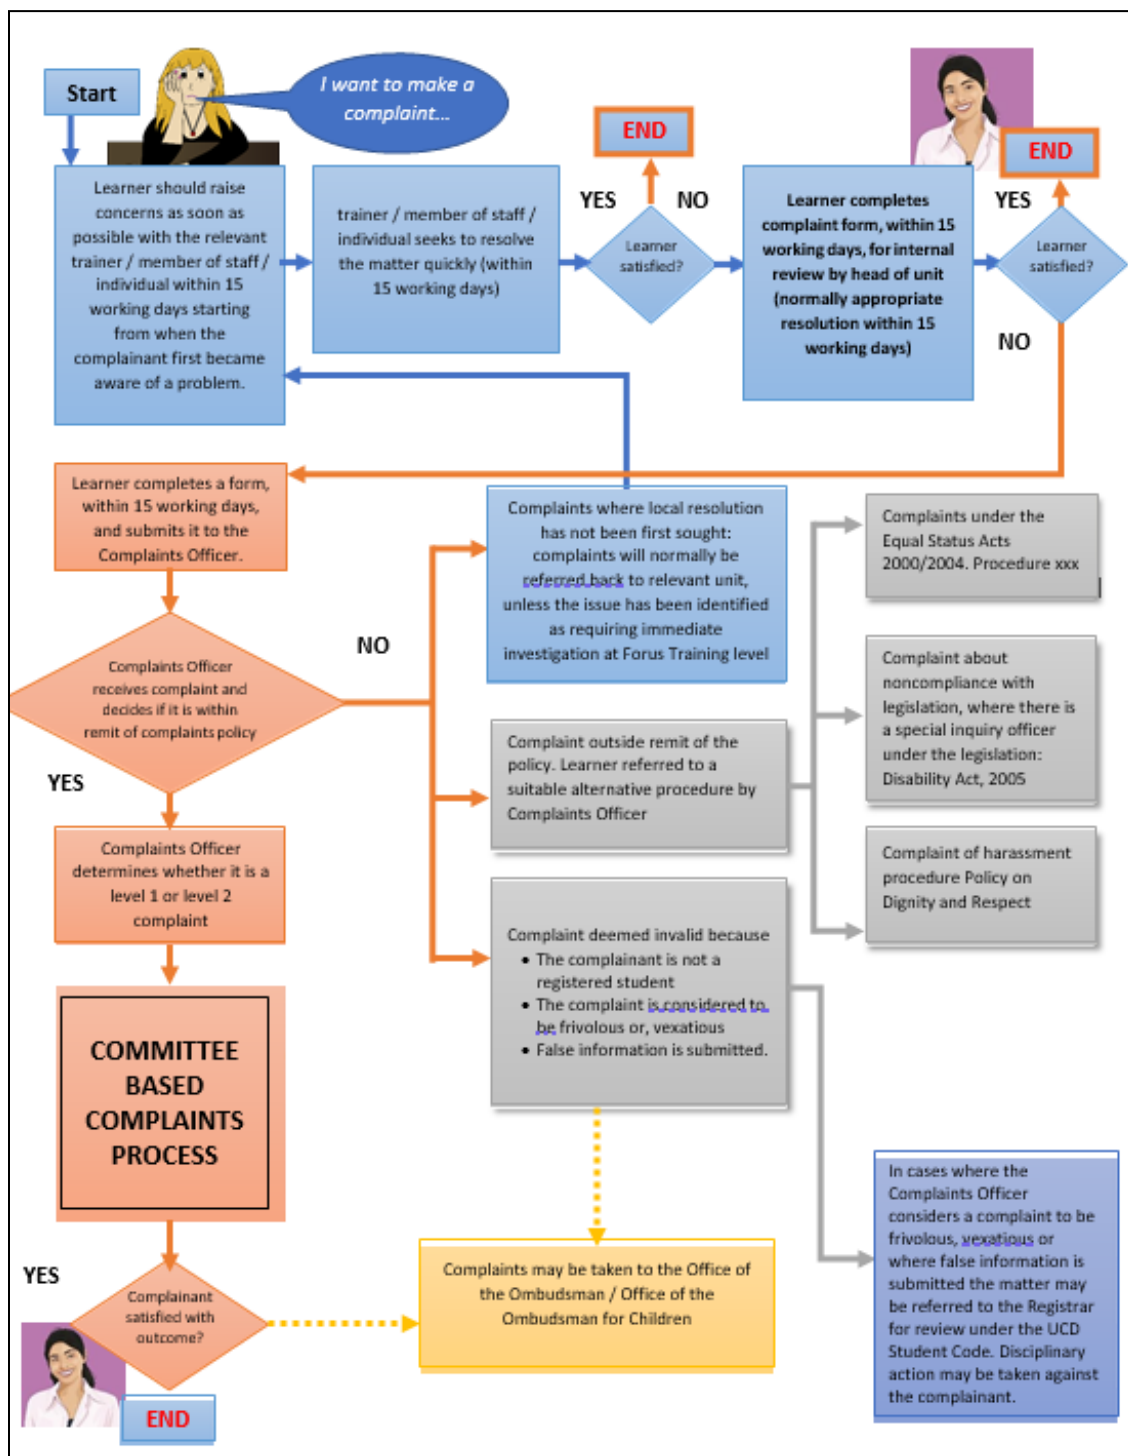 Start
I want to make a
complaint...
END
END
Learner should raise
concerns as soon as
possible with the relevant
trainer / member of staff /
individual within 15
working days starting
from when the
complainant first became
aware of a problem.
trainer / member of staff /
individual seeks to resolve
the matter quickly (within
15 working days)
YES
NO
Learner
satisfied?
Learner completes
complaint form, within 15
working days, for internal
review by head of unit
(normally appropriate
resolution within 15
working days)
YES
Learner
satisfied?
NO
Learner completes a form,
within 15 working days,
and submits it to the
Complaints Officer.
Complaints Officer
receives complaint and
decides if it is within
remit of complaints policy
NO
YES
Complaints where local resolution
has not been first sought:
complaints will normally be
referred back to relevant unit,
unless the issue has been identified
as requiring immediate
investigation at Forus Training level
Complaints under the
Equal Status Acts
2000/2004. Procedure xxx
Complaint about
noncompliance with
legislation, where there is
a special inquiry officer
under the legislation:
Disability Act, 2005
Complaint outside remit of the
policy. Learner referred to a
suitable alternative procedure by
Complaints Officer
Complaint of harassment
procedure Policy on
Dignity and Respect
Complaints Officer
determines whether it is a
level 1 or level 2
complaint
Complaint deemed invalid because
• The complainant is not a
registered student
• The complaint is considered to
be frivolous or, vexatious
• False information is submitted.
COMMITTEE
BASED
COMPLAINTS
PROCESS
In cases where the
Complaints Officer
considers a complaint to be
frivolous, vexatious or
where false information is
submitted the matter may
be referred to the Registrar
for review under the UCD
Student Code. Disciplinary
action may be taken against
the complainant.
Complaints may be taken to the Office of
the Ombudsman / Office of the
Ombudsman for Children
YES
Complainant
satisfied with
outcome?
END